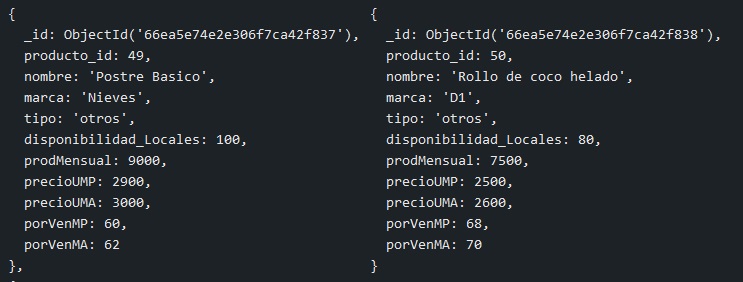 {
  _id: ObjectId('66ea5e74e2e306f7ca42f837'),
  producto_id: 49,
  nombre: 'Postre Basico',
  marca: 'Nieves',
  tipo: 'otros',
  disponibilidad_Locales: 100,
  prodMensual: 9000,
  precioUMP: 2900,
  precioUMA: 3000,
  porVenMP: 60,
  porVenMA: 62
},
{
  _id: ObjectId('66ea5e74e2e306f7ca42f838'),
  producto_id: 50,
  nombre: 'Rollo de coco helado',
  marca: 'D1',
  tipo: 'otros',
  disponibilidad_Locales: 80,
  prodMensual: 7500,
  precioUMP: 2500,
  precioUMA: 2600,
  porVenMP: 68,
  porVenMA: 70
}